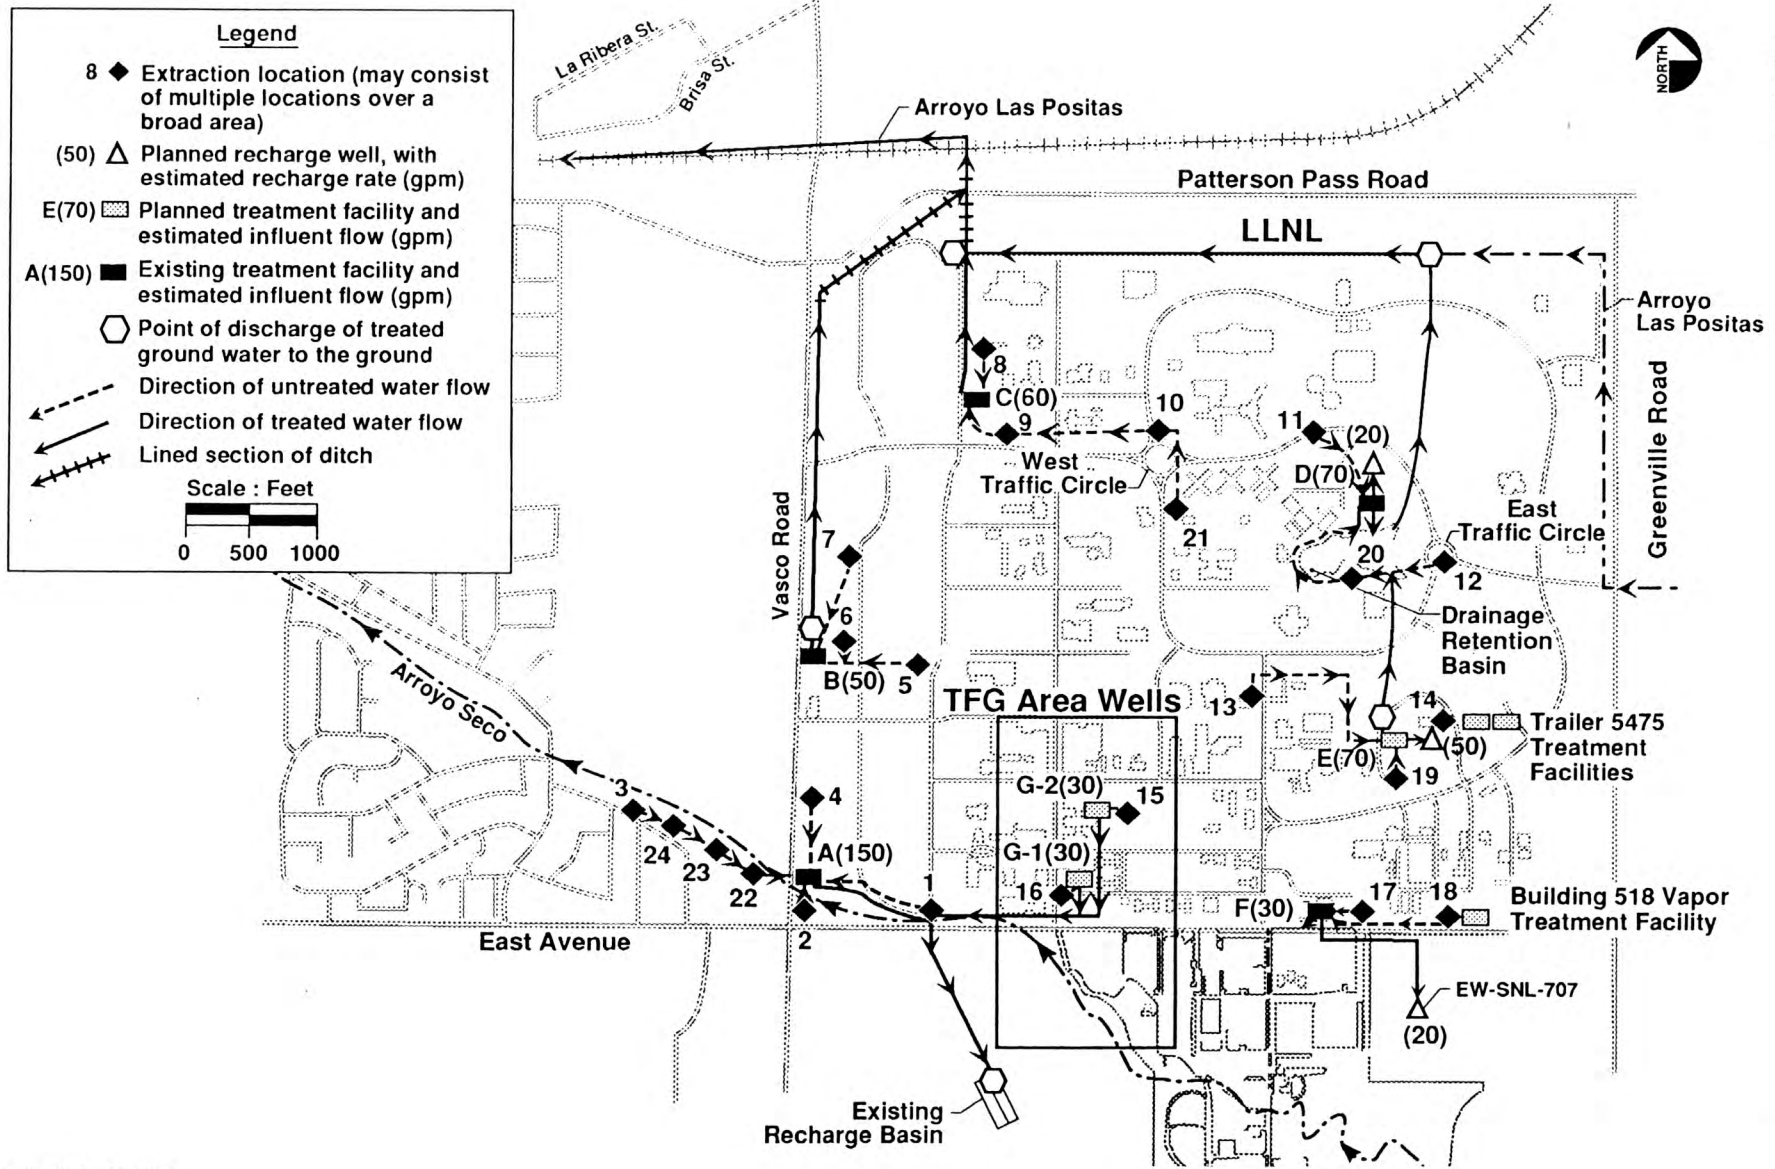 Legend
8 Extraction location (may consist
of multiple locations over a
broad area)
(50) Planned recharge well, with
estimated recharge rate (gpm)
E(70) Planned treatment facility and
estimated influent flow (gpm)
A(150) Existing treatment facility and
estimated influent flow (gpm)
Point of discharge of treated
ground water to the ground
Direction of untreated water flow
Direction of treated water flow
Lined section of ditch
Scale : Feet
0 500 1000
La Ribera St.
Brisa St.
NORTH
Arroyo Las Positas
Patterson Pass Road
LLNL
Arroyo
Las Positas
Greenville Road
8
C(60)
9
10
11
(20)
D(70)
West
Traffic Circle
21
East
Traffic Circle
20
12
Drainage
Retention
Basin
Vasco Road
7
6
B(50)
5
Arroyo Seco
TFG Area Wells
13
14
Trailer 5475
Treatment
Facilities
(50)
E(70)
19
3
24
23
22
4
A(150)
1
2
G-2(30)
15
G-1(30)
16
F(30)
17
18
Building 518 Vapor
Treatment Facility
East Avenue
EW-SNL-707
(20)
Existing
Recharge Basin